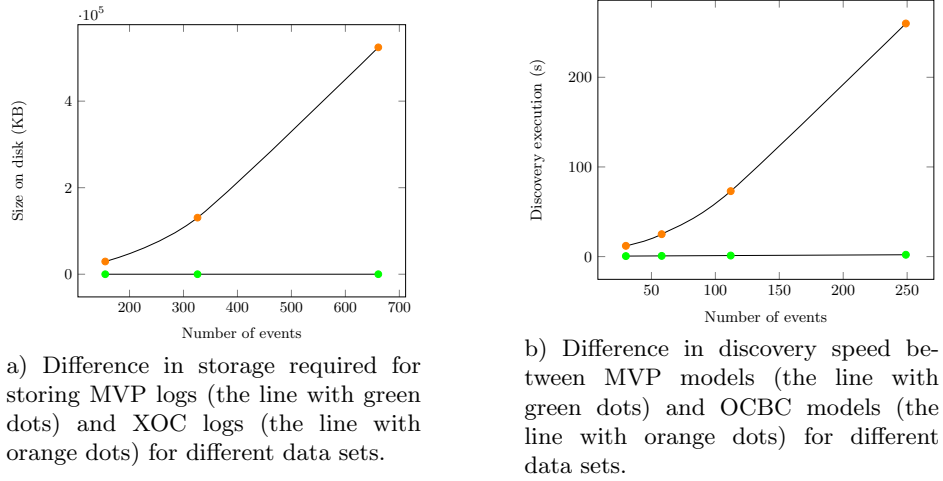 ·10⁵
4
2
0
Size on disk (KB)
200 300 400 500 600 700
Number of events
a) Difference in storage required for
storing MVP logs (the line with green
dots) and XOC logs (the line with
orange dots) for different data sets.
200
100
0
Discovery execution (s)
50 100 150 200 250
Number of events
b) Difference in discovery speed be-
tween MVP models (the line with
green dots) and OCBC models (the
line with orange dots) for different
data sets.